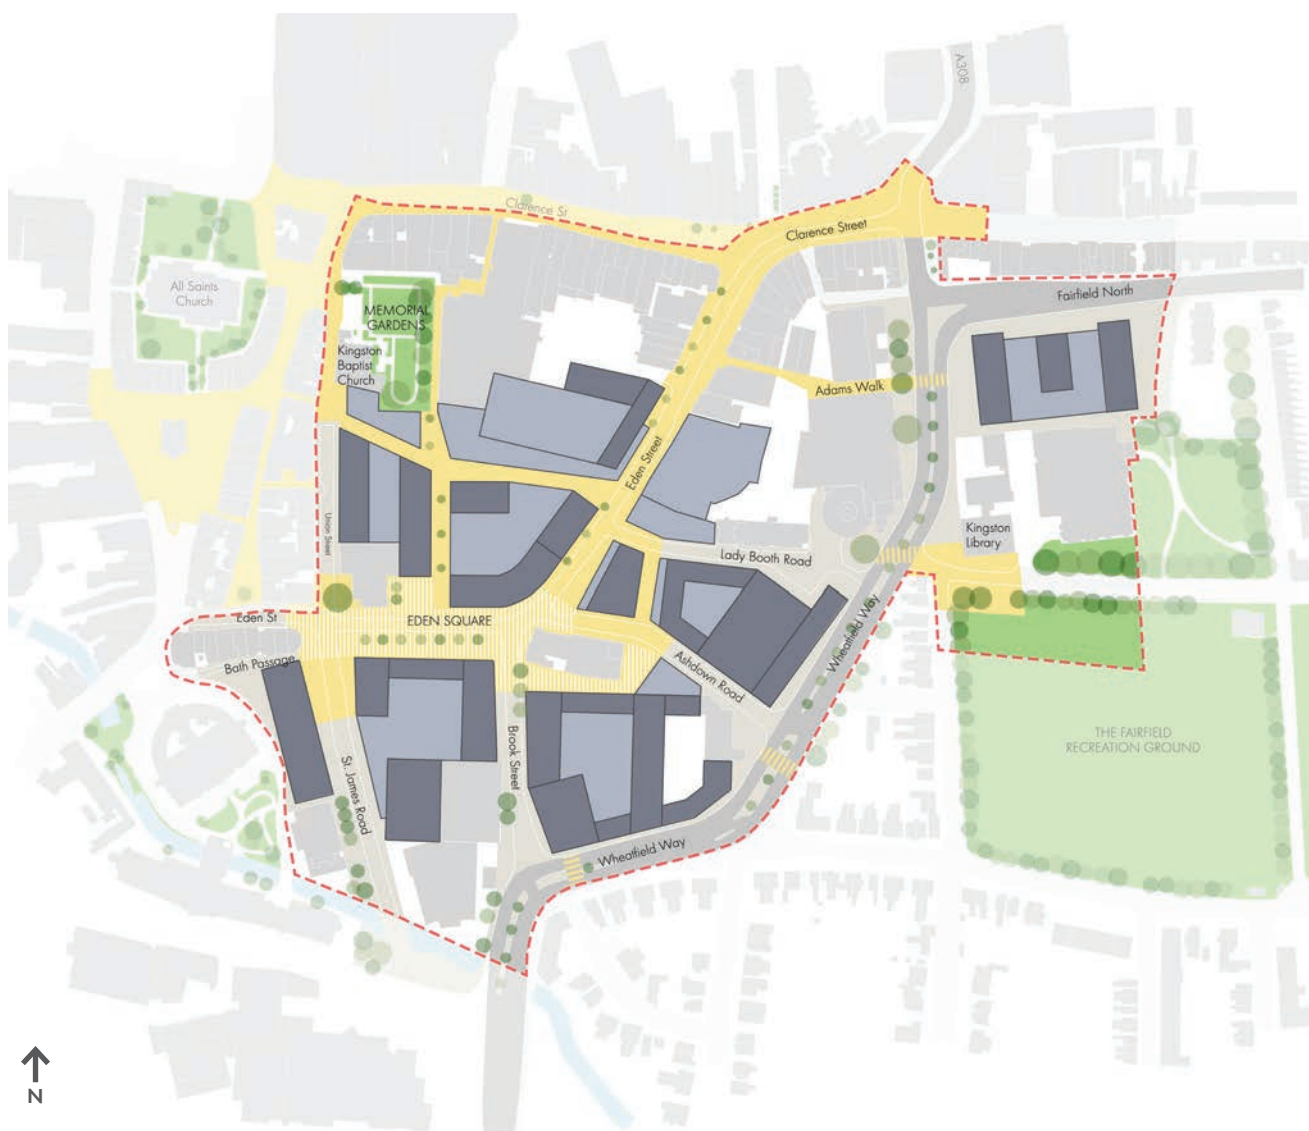 A308
Clarence St
Clarence Street
All Saints
Church
Fairfield North
MEMORIAL
GARDENS
Kingston
Baptist
Church
Adams Walk
Eden Street
Union Street
Kingston
Library
Lady Booth Road
Eden St
EDEN SQUARE
Wheatfield Way
Bath Passage
Ashdown Road
THE FAIRFIELD
RECREATION GROUND
Brook Street
St. James Road
Wheatfield Way
N